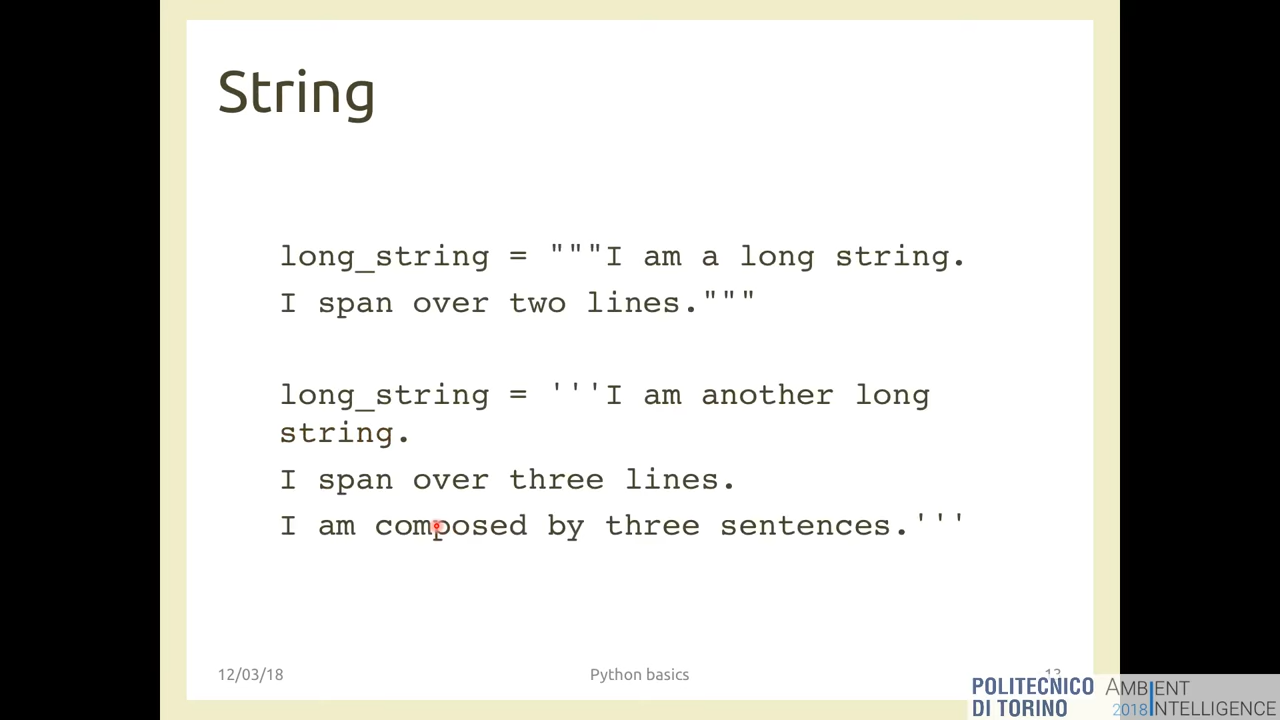 String
long_string = """I am a long string.
I span over two lines."""
long_string = '''I am another long
string.
I span over three lines.
I am composed by three sentences.'''
12/03/18
Python basics
13
POLITECNICO
DI TORINO
AMBIENT
2018 INTELLIGENCE